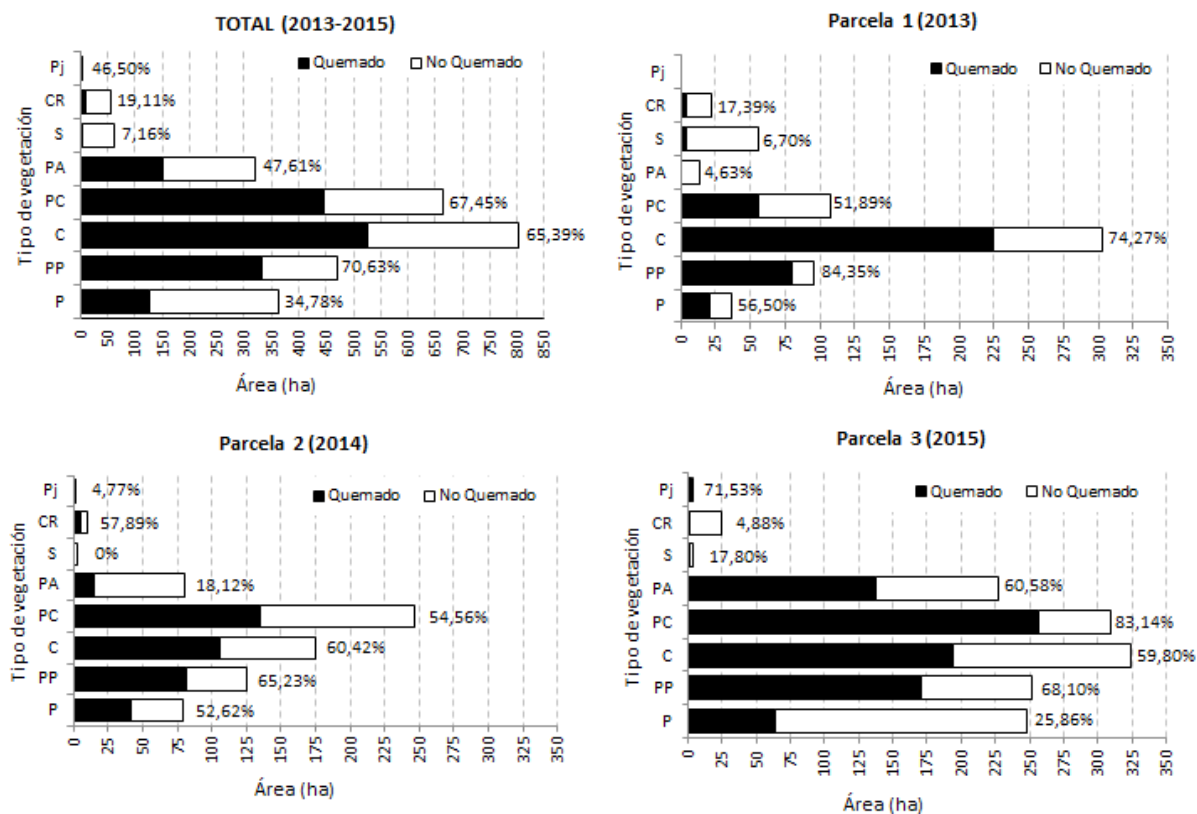 TOTAL (2013-2015)
Quemado No Quemado
Tipo de vegetación
Pj 46,50%
CR 19,11%
S 7,16%
PA 47,61%
PC 67,45%
C 65,39%
PP 70,63%
P 34,78%
0 50 100 150 200 250 300 350 400 450 500 550 600 650 700 750 800 850
Área (ha)
Parcela 1 (2013)
Quemado No Quemado
Tipo de vegetación
Pj
CR 17,39%
S 6,70%
PA 4,63%
PC 51,89%
C 74,27%
PP 84,35%
P 56,50%
0 25 50 75 100 125 150 175 200 225 250 275 300 325 350
Área (ha)
Parcela 2 (2014)
Quemado No Quemado
Tipo de vegetación
Pj 4,77%
CR 57,89%
S 0%
PA 18,12%
PC 54,56%
C 60,42%
PP 65,23%
P 52,62%
0 25 50 75 100 125 150 175 200 225 250 275 300 325 350
Área (ha)
Parcela 3 (2015)
Quemado No Quemado
Tipo de vegetación
Pj 71,53%
CR 4,88%
S 17,80%
PA 60,58%
PC 83,14%
C 59,80%
PP 68,10%
P 25,86%
0 25 50 75 100 125 150 175 200 225 250 275 300 325 350
Área (ha)